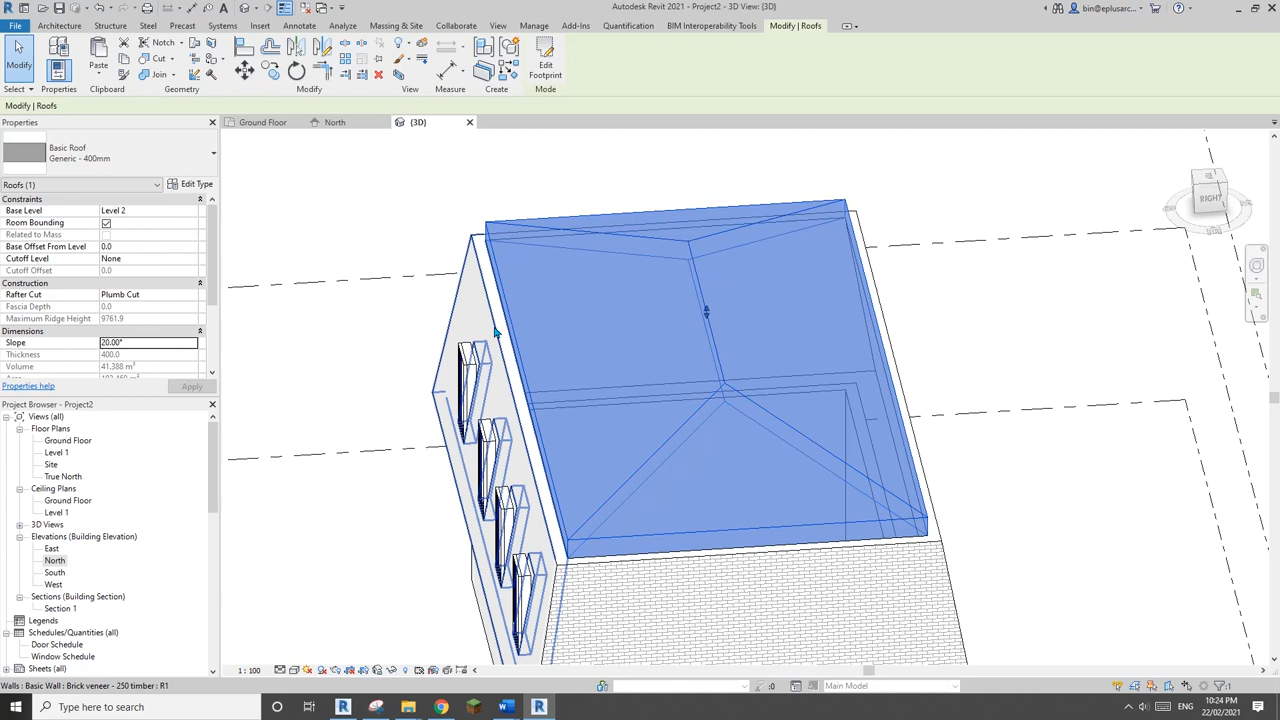 Autodesk Revit 2021 - Project2 - 3D View: {3D}
bin@eplusarc...
File Architecture Structure Steel Precast Systems Insert Annotate Analyze Massing & Site Collaborate View Manage Add-Ins Quantification BIM Interoperability Tools Modify | Roofs
Modify Paste Notch Cut Join Edit Footprint
Select Properties Clipboard Geometry Modify View Measure Create Mode
Modify | Roofs
Properties
Ground Floor North {3D}
Basic Roof
Generic - 400mm
Roofs (1) Edit Type
Constraints
Base Level Level 2
Room Bounding
Related to Mass
Base Offset From Level 0.0
Cutoff Level None
Cutoff Offset 0.0
Construction
Rafter Cut Plumb Cut
Fascia Depth 0.0
Maximum Ridge Height 9761.9
Dimensions
Slope 20.00°
Thickness 400.0
Volume 41.388 m³
Properties help Apply
Project Browser - Project2
Views (all)
Floor Plans
Ground Floor
Level 1
Site
True North
Ceiling Plans
Ground Floor
Level 1
3D Views
Elevations (Building Elevation)
East
North
South
West
Sections (Building Section)
Section 1
Legends
Schedules/Quantities (all)
Door Schedule
Window Schedule
Sheets (all)
RIGHT
1 : 100
Walls : Basic Wall : Brick veneer - 250 timber : R1
:0 Main Model :1
Type here to search
ENG
10:24 PM
22/02/2021